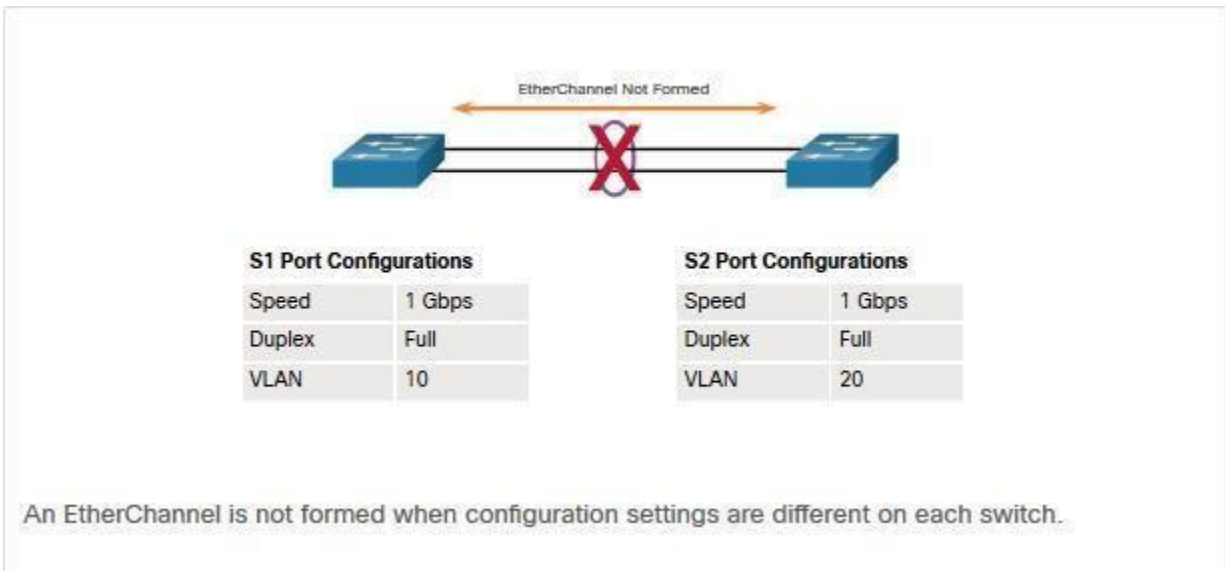 EtherChannel Not Formed
S1 Port Configurations
Speed 1 Gbps
Duplex Full
VLAN 10
S2 Port Configurations
Speed 1 Gbps
Duplex Full
VLAN 20
An EtherChannel is not formed when configuration settings are different on each switch.